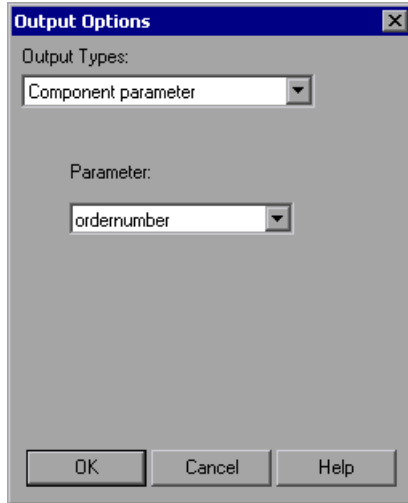 Output Options
Output Types:
Component parameter
Parameter:
ordernumber
OK Cancel Help